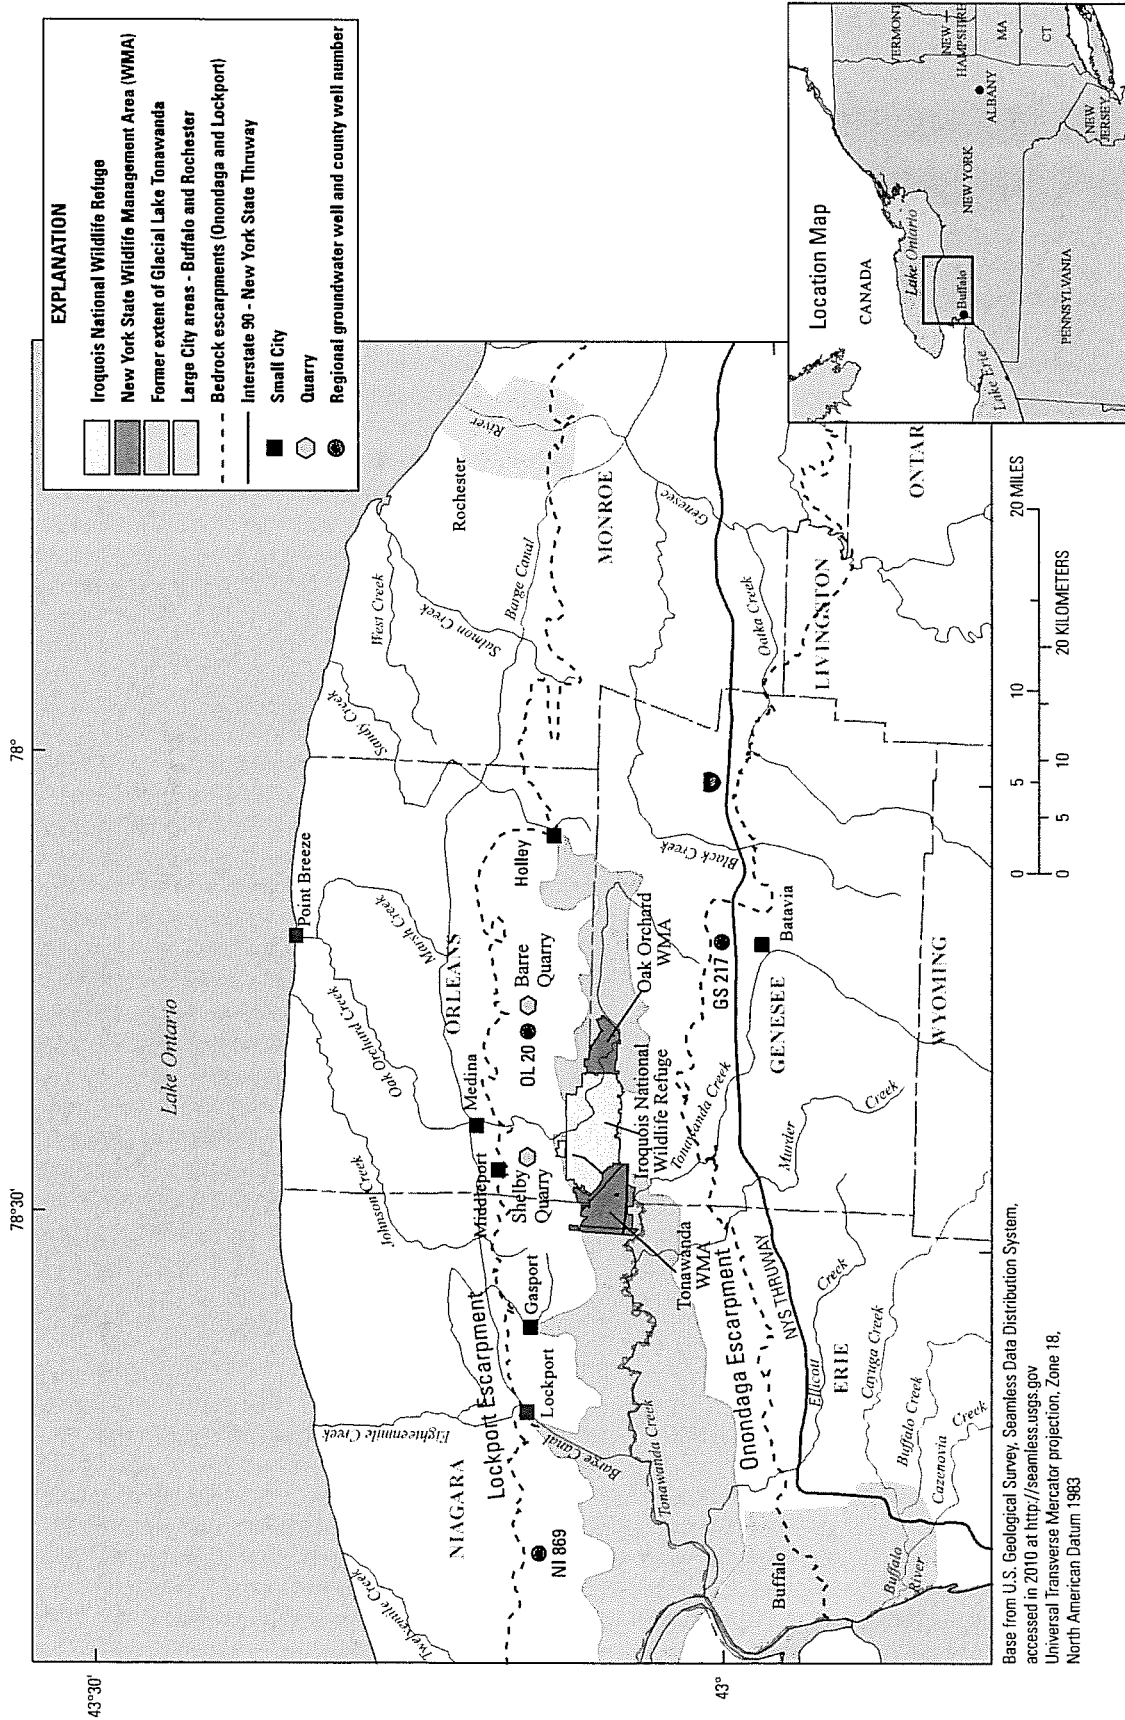 78°30'
78°
43°30'
43°
EXPLANATION
Iroquois National Wildlife Refuge
New York State Wildlife Management Area (WMA)
Former extent of Glacial Lake Tonawanda
Large City areas - Buffalo and Rochester
Bedrock escarpments (Onondaga and Lockport)
Interstate 90 - New York State Thruway
Small City
Quarry
Regional groundwater well and county well number
Lake Ontario
Point Breeze
Twelvemile Creek
Eighteenmile Creek
Johnson Creek
Oak Orchard Creek
Marsh Creek
Sandy Creek
West Creek
Salmon Creek
Barge Canal
Rochester
River
NIAGARA
Lockport Escarpment
Middleport
Medina
ORLEANS
MONROE
NI 869
Lockport
Gasport
Shelby
Quarry
OL 20
Barre
Quarry
Holley
Barge Canal
Tonawanda Creek
Tonawanda
WMA
Iroquois National
Wildlife Refuge
Oak Orchard
WMA
Tonawanda Creek
Black Creek
Genesee
Onondaga Escarpment
NYS THRUWAY
GS 217
Batavia
GENESEE
Oatka Creek
LIVINGSTON
ONTAR
Murder
Creek
Buffalo
Ellicott
Creek
ERIE
Cayuga Creek
Buffalo Creek
Cazenovia
Creek
Buffalo
River
WYOMING
Base from U.S. Geological Survey, Seamless Data Distribution System,
accessed in 2010 at http://seamless.usgs.gov
Universal Transverse Mercator projection, Zone 18,
North American Datum 1983
0 5 10 20 MILES
0 5 10 20 KILOMETERS
Location Map
CANADA
Lake Ontario
Buffalo
Lake Erie
NEW YORK
ALBANY
PENNSYLVANIA
VERMONT
NEW
HAMPSHIRE
MA
CT
NEW
JERSEY